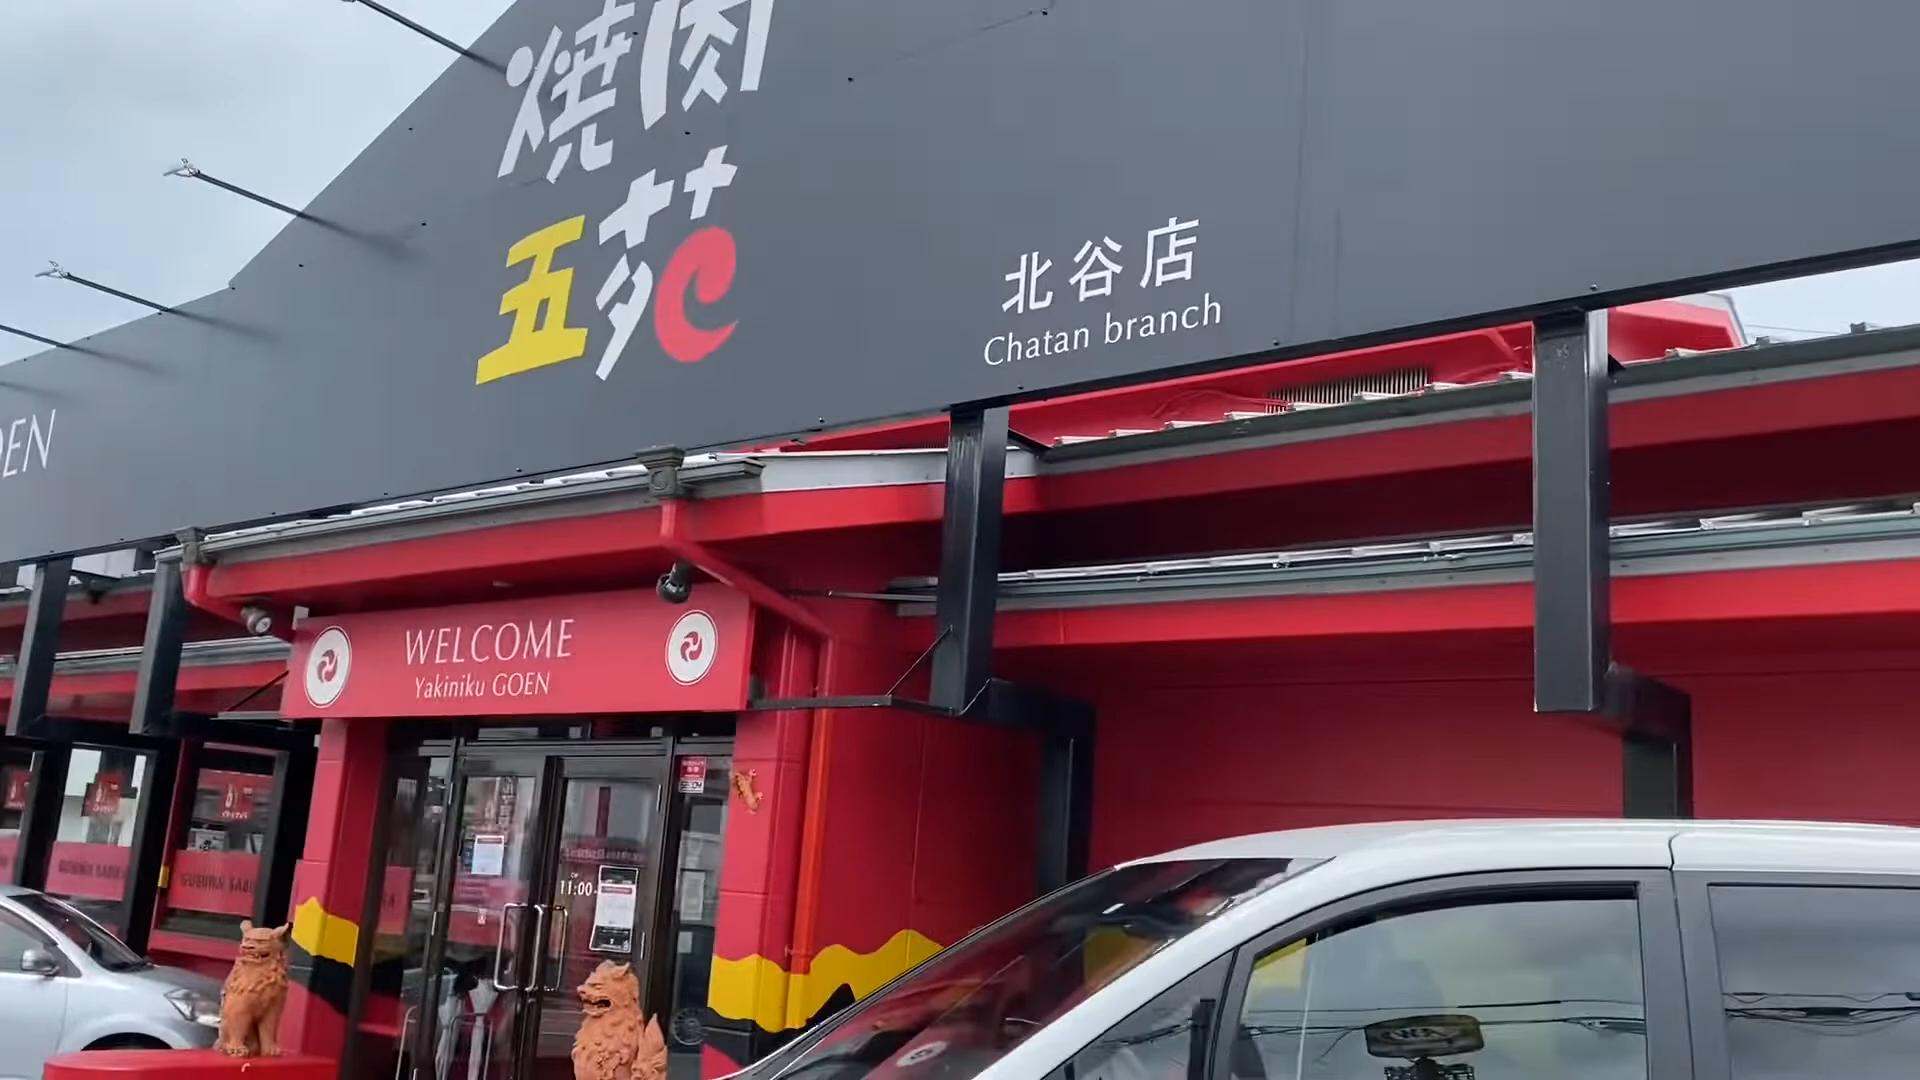 焼肉
五苑
北谷店
Chatan branch
WELCOME
Yakiniku GOEN
11:00